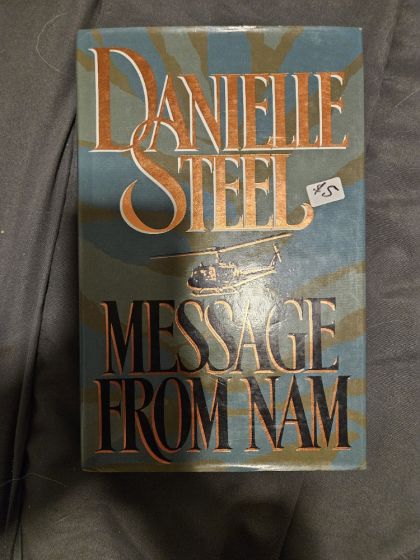 DANIELLE
STEEL
$5
MESSAGE
FROM NAM